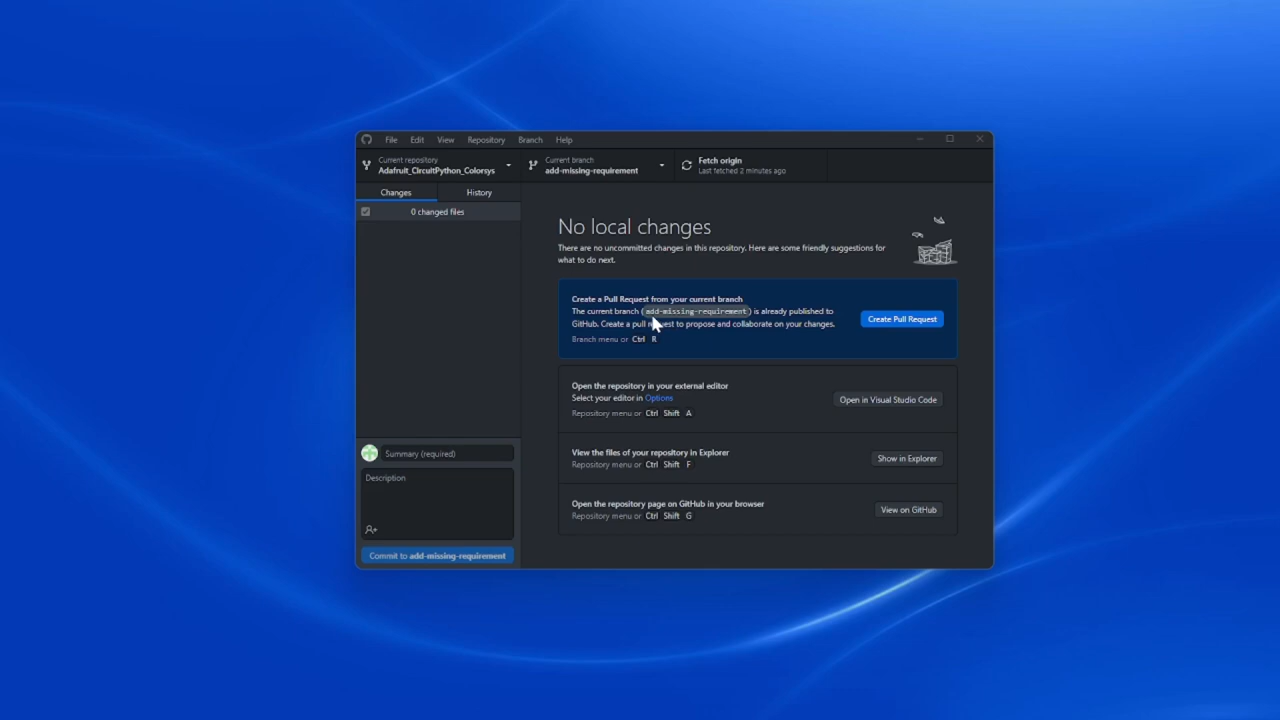 File Edit View Repository Branch Help
Current repository
Adafruit_CircuitPython_Colorsys
Current branch
add-missing-requirement
Fetch origin
Last fetched 2 minutes ago
Changes History
0 changed files
No local changes
There are no uncommitted changes in this repository. Here are some friendly suggestions for
what to do next.
Create a Pull Request from your current branch
The current branch (add-missing-requirement) is already published to
GitHub. Create a pull request to propose and collaborate on your changes.
Branch menu or Ctrl R
Create Pull Request
Open the repository in your external editor
Select your editor in Options
Repository menu or Ctrl Shift A
Open in Visual Studio Code
View the files of your repository in Explorer
Repository menu or Ctrl Shift F
Show in Explorer
Open the repository page on GitHub in your browser
Repository menu or Ctrl Shift G
View on GitHub
Summary (required)
Description
Commit to add-missing-requirement